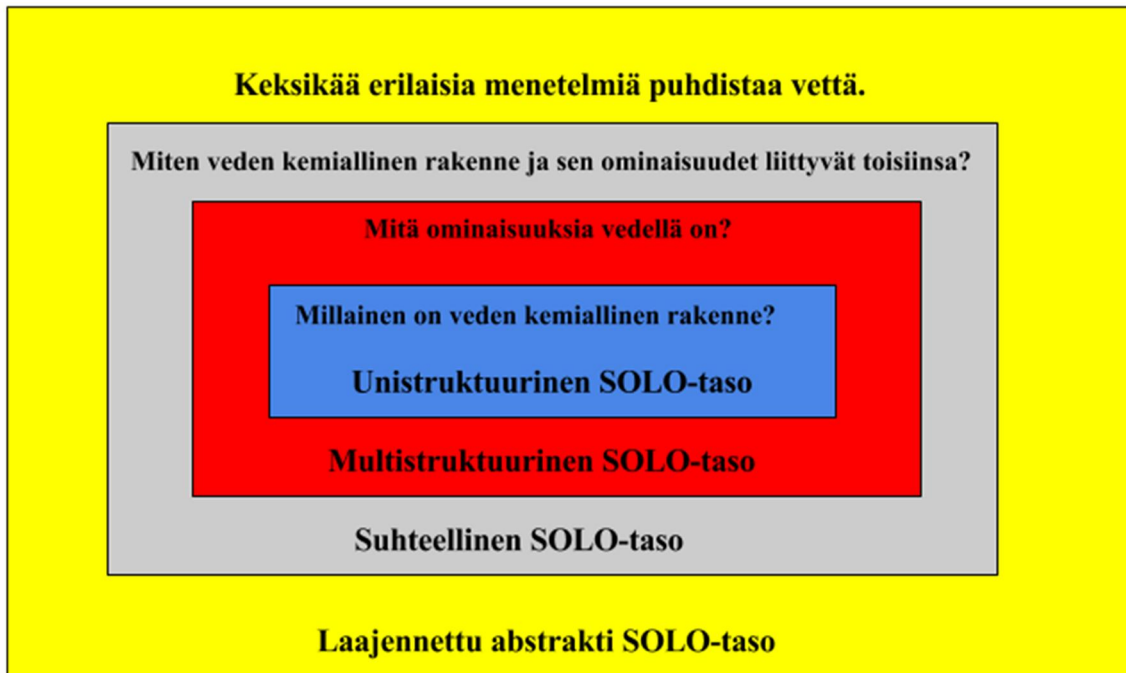 Keksikää erilaisia menetelmiä puhdistaa vettä.
Miten veden kemiallinen rakenne ja sen ominaisuudet liittyvät toisiinsa?
Mitä ominaisuuksia vedellä on?
Millainen on veden kemiallinen rakenne?
Unistruktuurinen SOLO-taso
Multistruktuurinen SOLO-taso
Suhteellinen SOLO-taso
Laajennettu abstrakti SOLO-taso